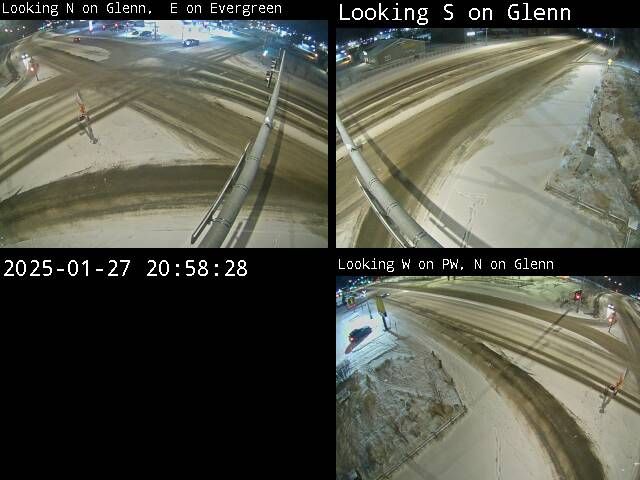 Looking N on Glenn, E on Evergreen
Looking S on Glenn
2025-01-27 20:58:28
Looking W on PW, N on Glenn